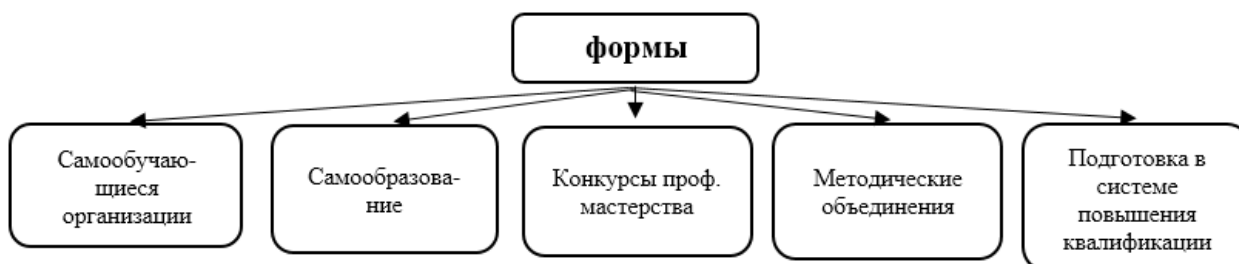 формы
Самообучаю-
щиеся
организации
Самообразова-
ние
Конкурсы проф.
мастерства
Методические
объединения
Подготовка в
системе
повышения
квалификации